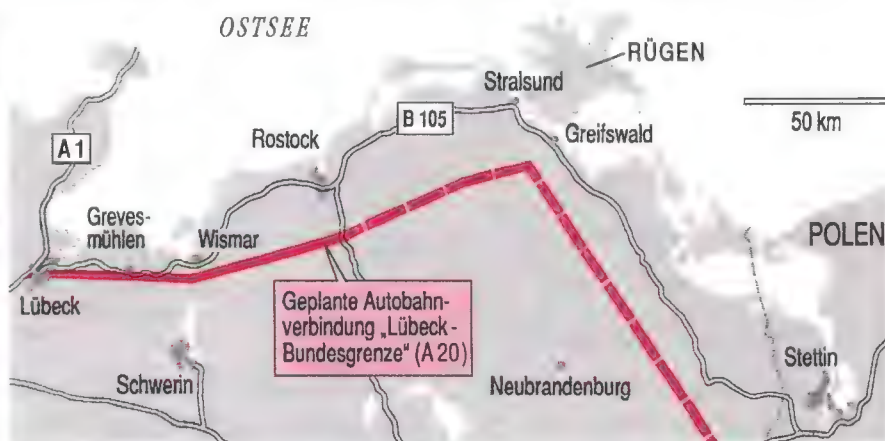 OSTSEE
RÜGEN
Stralsund
B 105
50 km
Greifswald
Rostock
A 1
Greves-
mühlen
Wismar
POLEN
Lübeck
Geplante Autobahn-
verbindung „Lübeck-
Bundesgrenze“ (A 20)
Stettin
Schwerin
Neubrandenburg